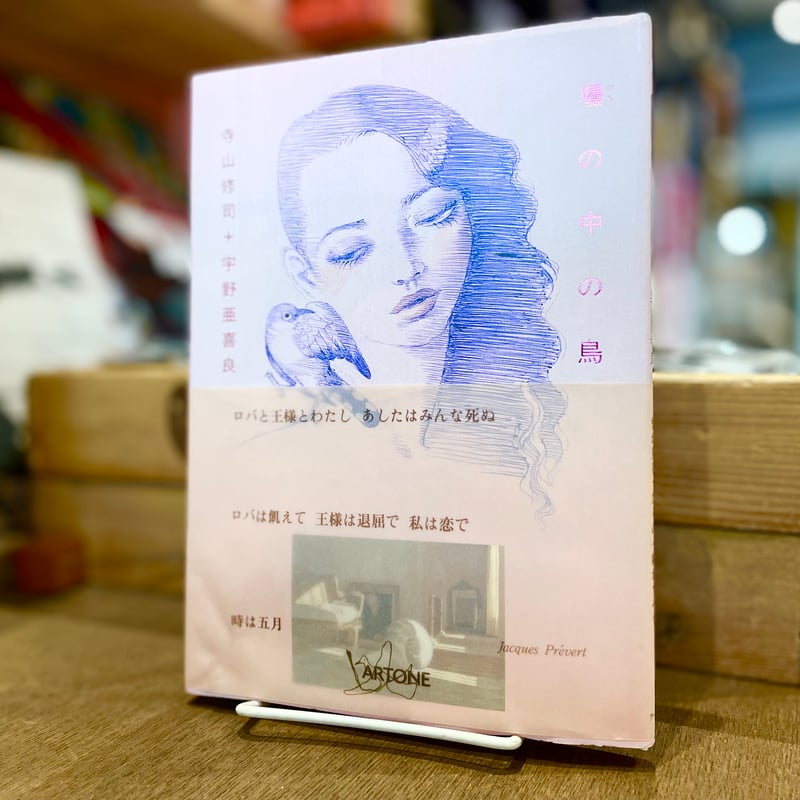 壜の中の鳥
寺山修司+宇野亜喜良
ロバと王様とわたし あしたはみんな死ぬ
ロバは飢えて 王様は退屈で 私は恋で
時は五月
Jacques Prévert
ARTONE